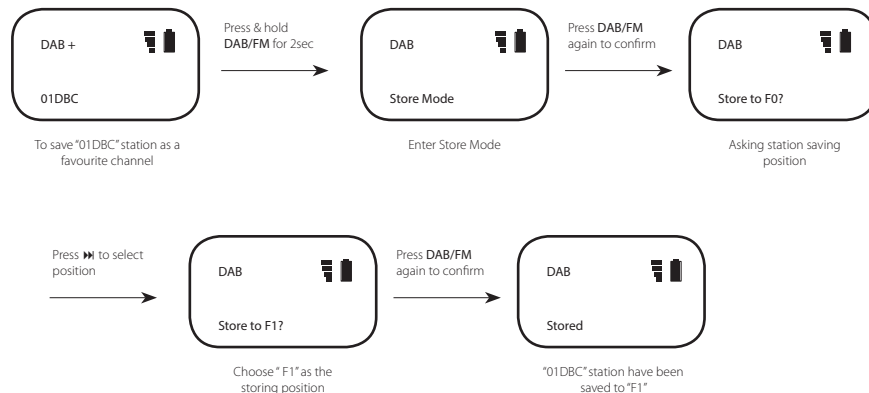 DAB +
01DBC
To save "01DBC" station as a
favourite channel
Press & hold
DAB/FM for 2sec
DAB
Store Mode
Enter Store Mode
Press DAB/FM
again to confirm
DAB
Store to F0?
Asking station saving
position
Press ⏭ to select
position
DAB
Store to F1?
Choose " F1" as the
storing position
Press DAB/FM
again to confirm
DAB
Stored
"01DBC" station have been
saved to "F1"